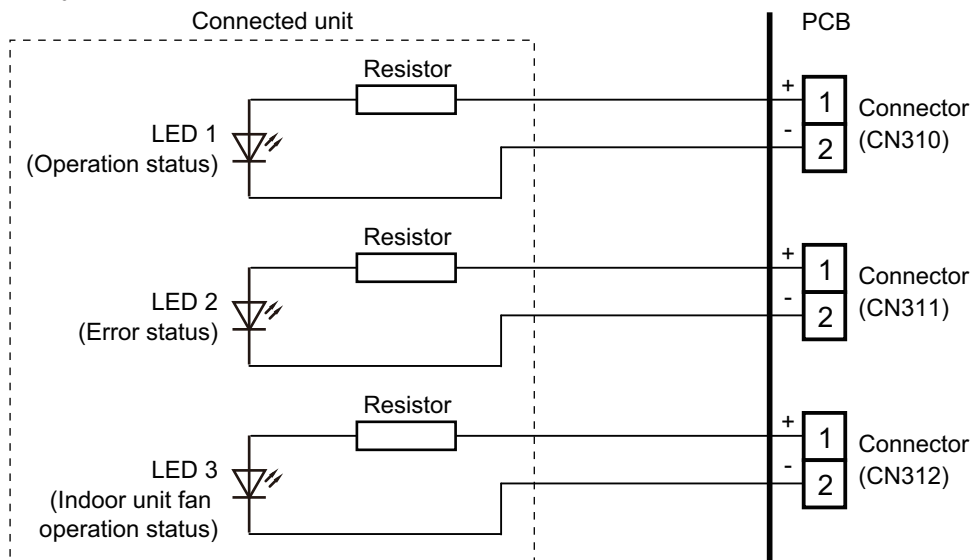 Connected unit
PCB
Resistor
LED 1
(Operation status)
+
1
-
2
Connector
(CN310)
Resistor
LED 2
(Error status)
+
1
-
2
Connector
(CN311)
Resistor
LED 3
(Indoor unit fan
operation status)
+
1
-
2
Connector
(CN312)